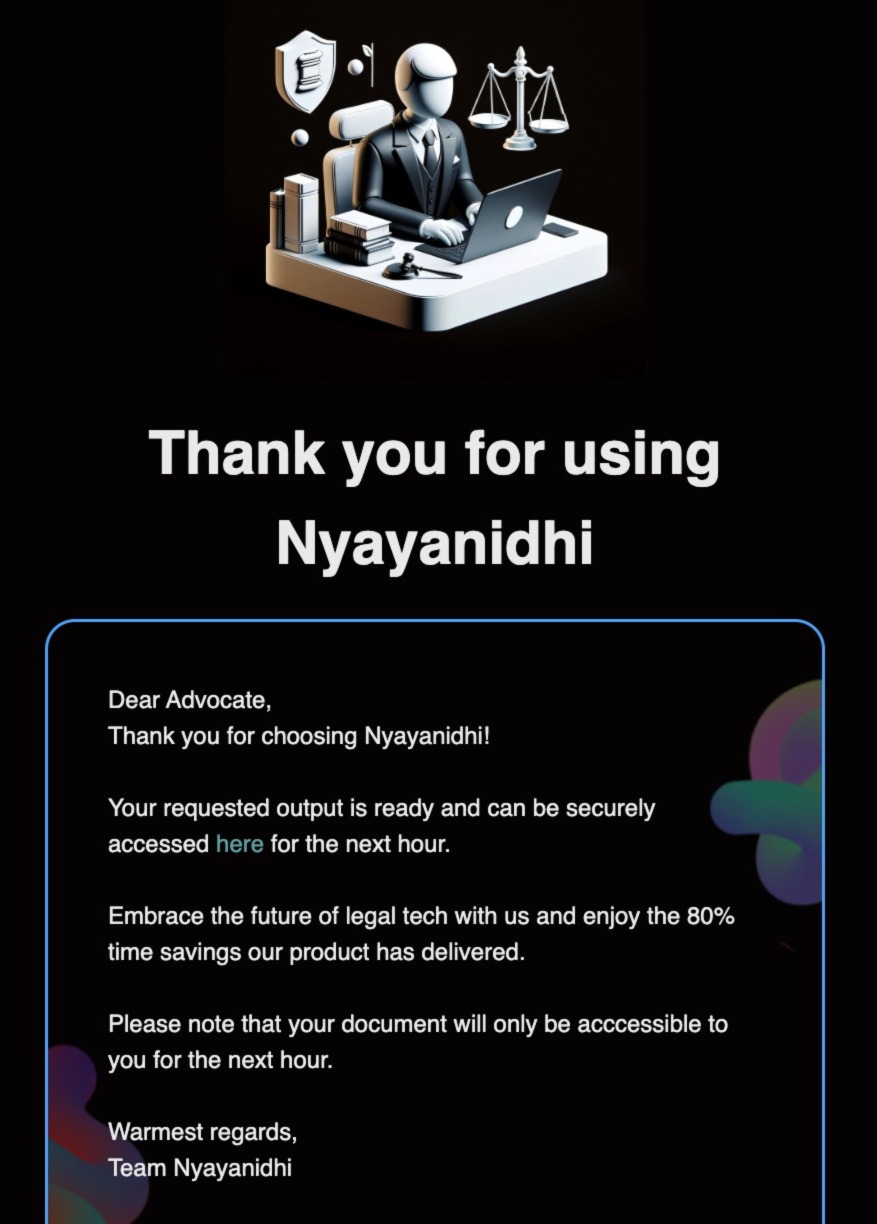 Thank you for using
Nyayanidhi
Dear Advocate,
Thank you for choosing Nyayanidhi!
Your requested output is ready and can be securely
accessed here for the next hour.
Embrace the future of legal tech with us and enjoy the 80%
time savings our product has delivered.
Please note that your document will only be acccessible to
you for the next hour.
Warmest regards,
Team Nyayanidhi